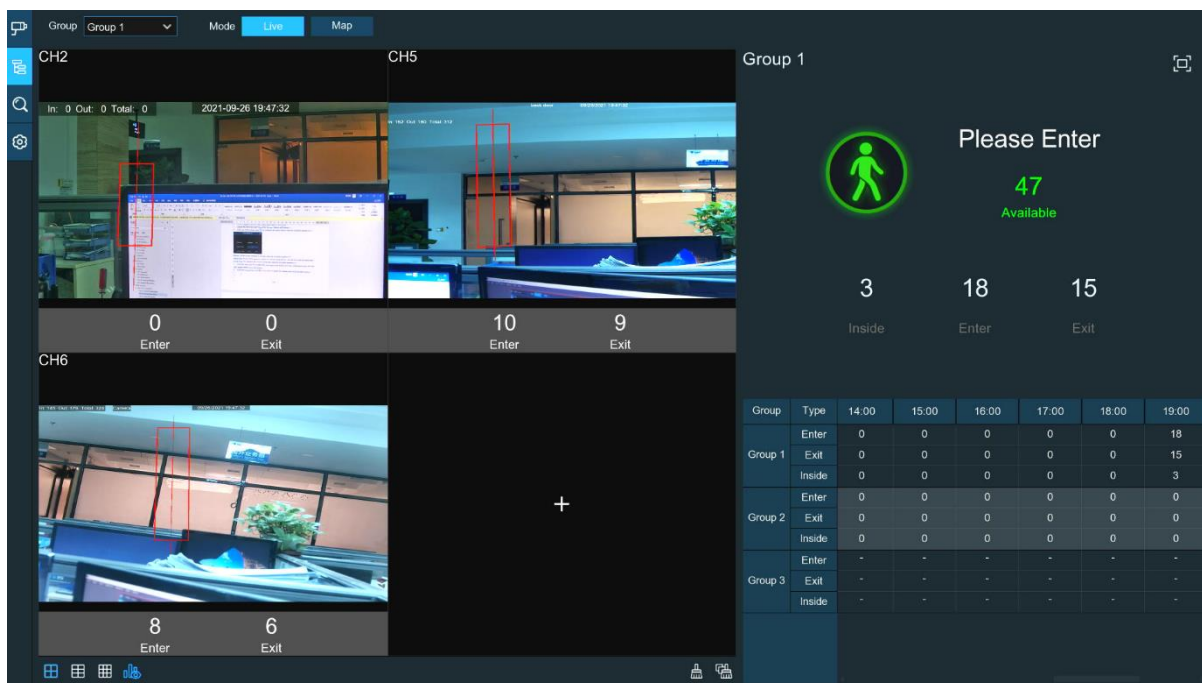 Group Group 1 Mode Live Map
CH2
In: 0 Out: 0 Total: 0 2021-09-26 19:47:32
0 0
Enter Exit
CH5
10 9
Enter Exit
CH6
8 6
Enter Exit
+
Group 1
Please Enter
47
Available
3 18 15
Inside Enter Exit
Group Type 14:00 15:00 16:00 17:00 18:00 19:00
Group 1
Enter 0 0 0 0 0 18
Exit 0 0 0 0 0 15
Inside 0 0 0 0 0 3
Group 2
Enter 0 0 0 0 0 0
Exit 0 0 0 0 0 0
Inside 0 0 0 0 0 0
Group 3
Enter - - - - - -
Exit - - - - - -
Inside - - - - - -